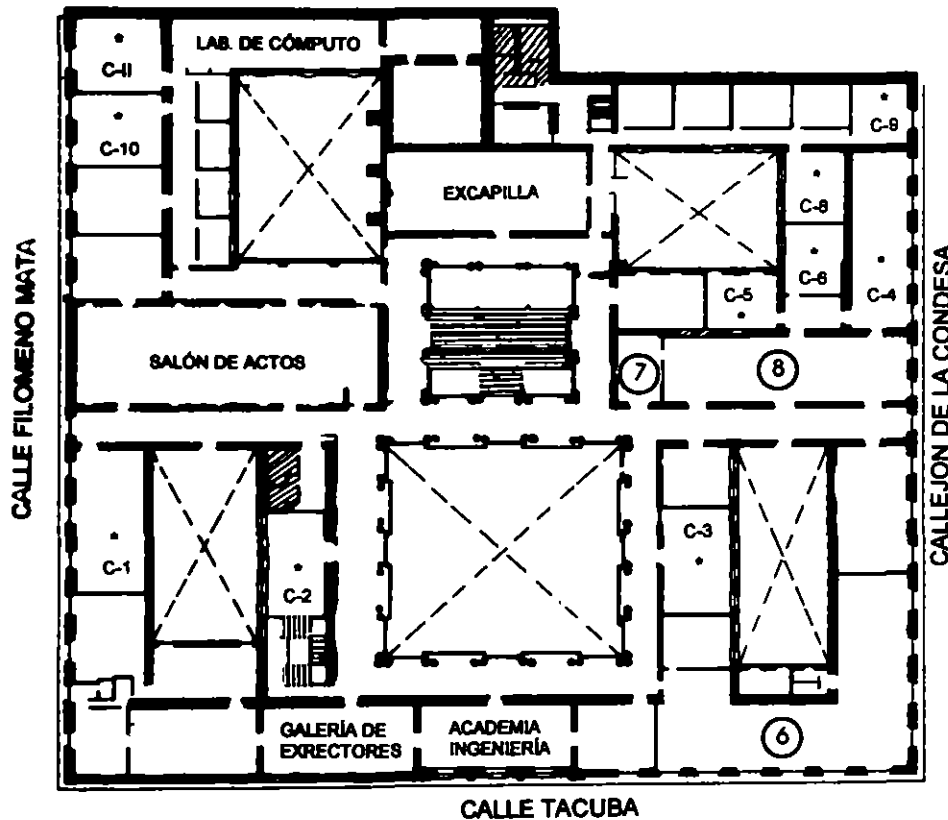 LAB. DE CÓMPUTO
C-II
C-10
C-9
EXCAPILLA
C-8
C-6
C-5
C-4
CALLE FILOMENO MATA
SALÓN DE ACTOS
7
8
CALLEJON DE LA CONDESA
C-1
C-2
C-3
GALERÍA DE
EXRECTORES
ACADEMIA
INGENIERÍA
6
CALLE TACUBA